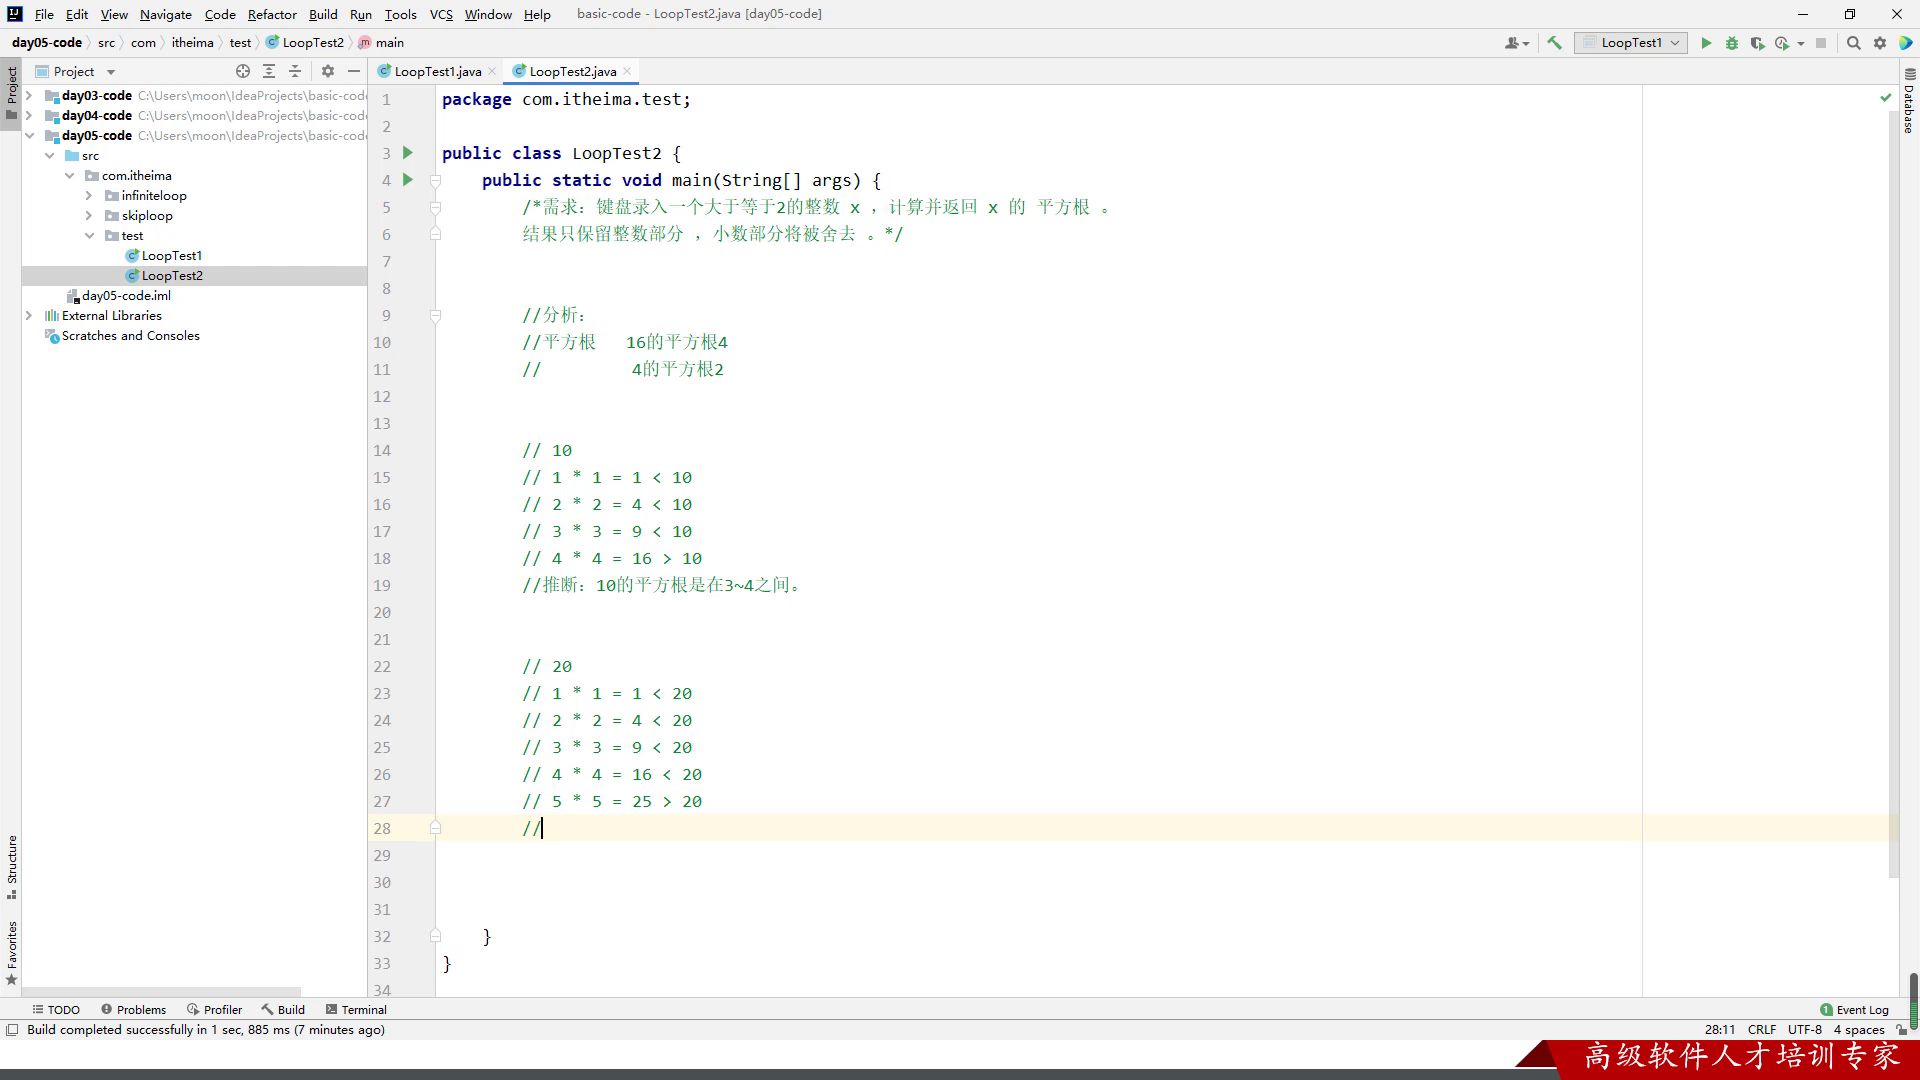 File Edit View Navigate Code Refactor Build Run Tools VCS Window Help basic-code - LoopTest2.java [day05-code]
day05-code src com itheima test LoopTest2 main LoopTest1
Project LoopTest1.java LoopTest2.java
day03-code C:\Users\moon\IdeaProjects\basic-code
day04-code C:\Users\moon\IdeaProjects\basic-code
day05-code C:\Users\moon\IdeaProjects\basic-code
src
com.itheima
infiniteloop
skiploop
test
LoopTest1
LoopTest2
day05-code.iml
External Libraries
Scratches and Consoles
Project
Structure
Favorites
Database
1 package com.itheima.test;
2
3 public class LoopTest2 {
4 public static void main(String[] args) {
5 /*需求：键盘录入一个大于等于2的整数 x ，计算并返回 x 的 平方根 。
6 结果只保留整数部分 ，小数部分将被舍去 。*/
7
8
9 //分析：
10 //平方根 16的平方根4
11 // 4的平方根2
12
13
14 // 10
15 // 1 * 1 = 1 < 10
16 // 2 * 2 = 4 < 10
17 // 3 * 3 = 9 < 10
18 // 4 * 4 = 16 > 10
19 //推断：10的平方根是在3~4之间。
20
21
22 // 20
23 // 1 * 1 = 1 < 20
24 // 2 * 2 = 4 < 20
25 // 3 * 3 = 9 < 20
26 // 4 * 4 = 16 < 20
27 // 5 * 5 = 25 > 20
28 //
29
30
31
32 }
33 }
34
TODO Problems Profiler Build Terminal 1 Event Log
Build completed successfully in 1 sec, 885 ms (7 minutes ago) 28:11 CRLF UTF-8 4 spaces
高级软件人才培训专家